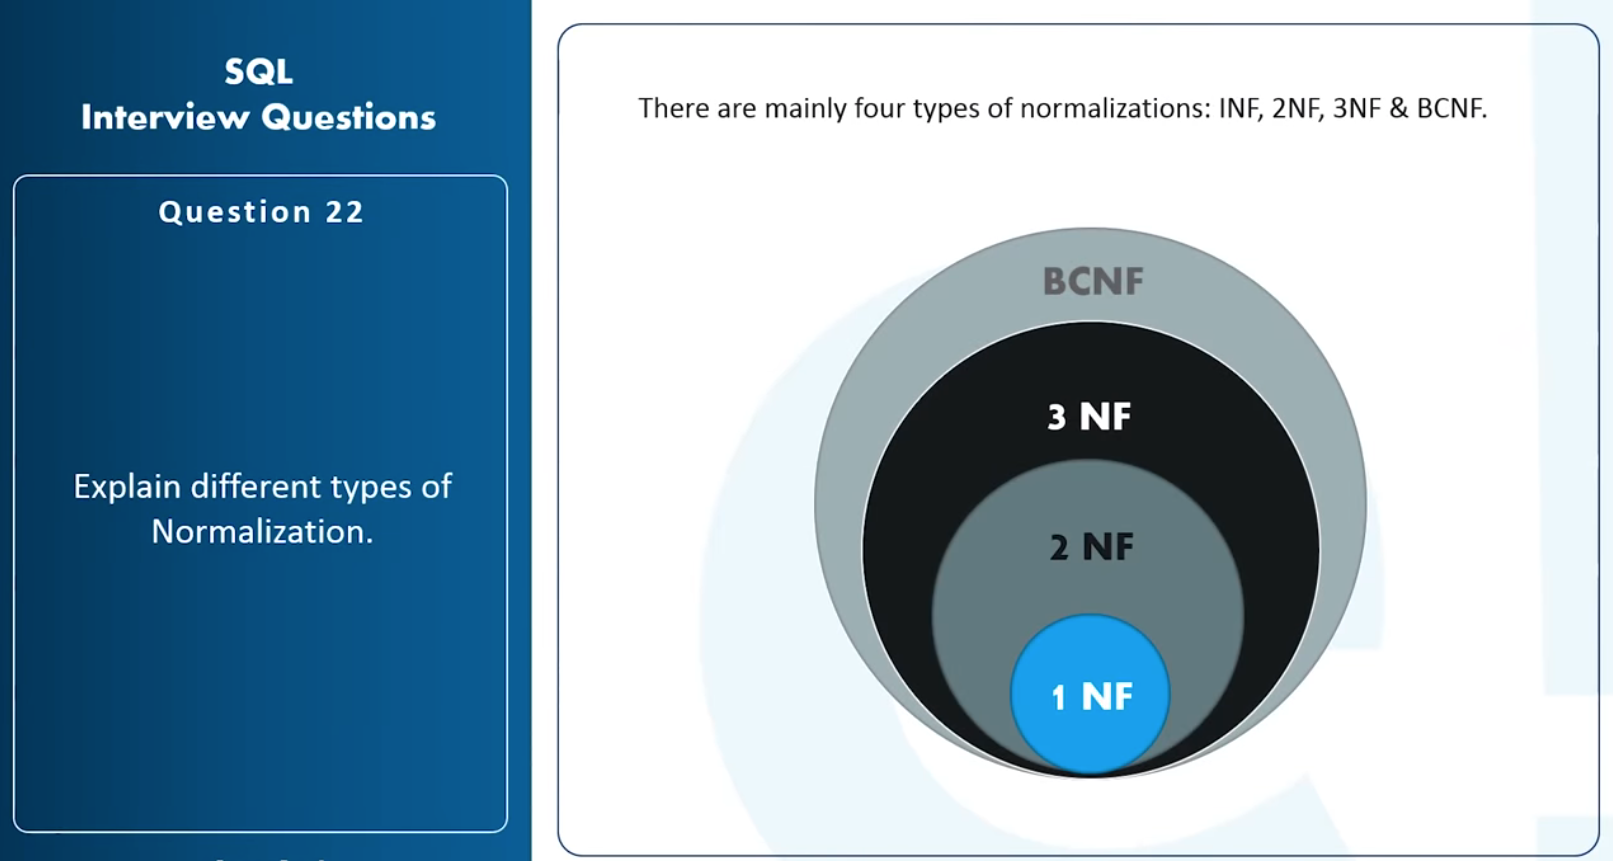 SQL
Interview Questions
Question 22
Explain different types of
Normalization.
There are mainly four types of normalizations: INF, 2NF, 3NF & BCNF.
BCNF
3 NF
2 NF
1 NF